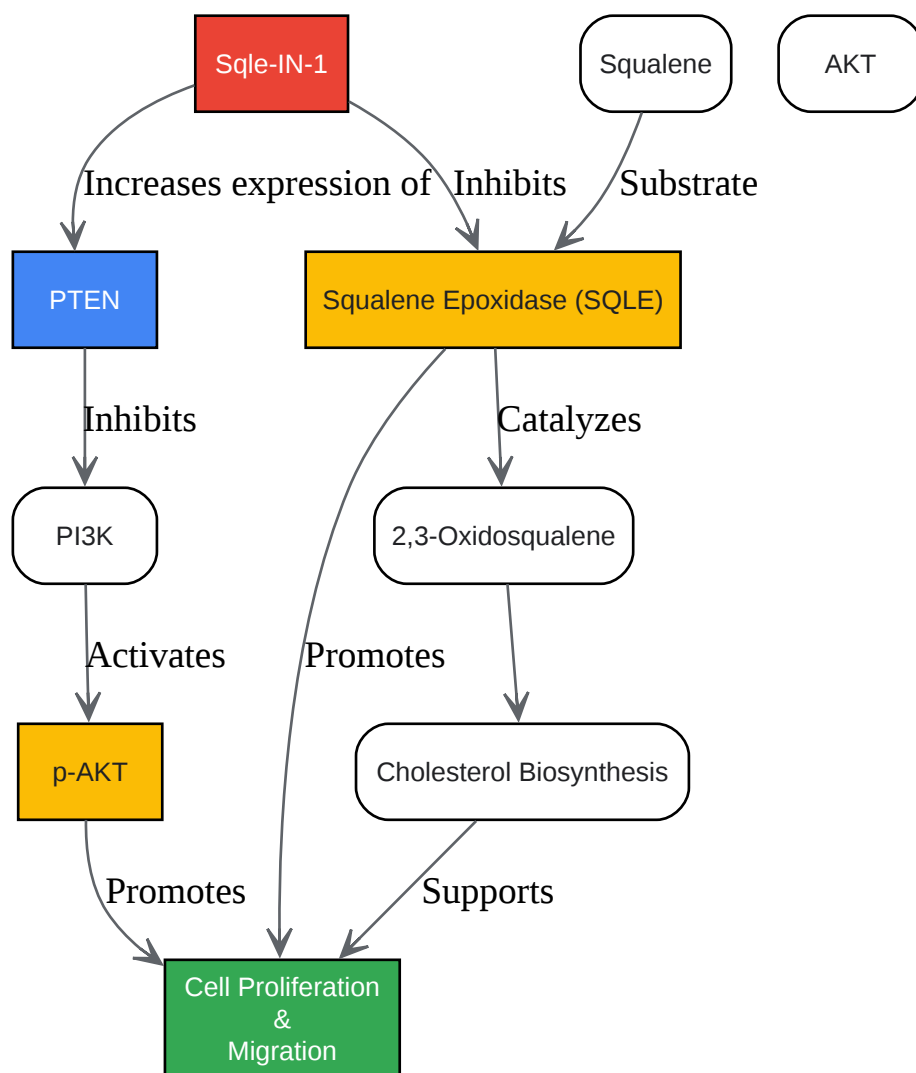 Sqle-IN-1
Squalene
AKT
Increases expression of
Inhibits
Substrate
PTEN
Squalene Epoxidase (SQLE)
Inhibits
Catalyzes
PI3K
2,3-Oxidosqualene
Activates
Promotes
p-AKT
Cholesterol Biosynthesis
Promotes
Supports
Cell Proliferation
&
Migration